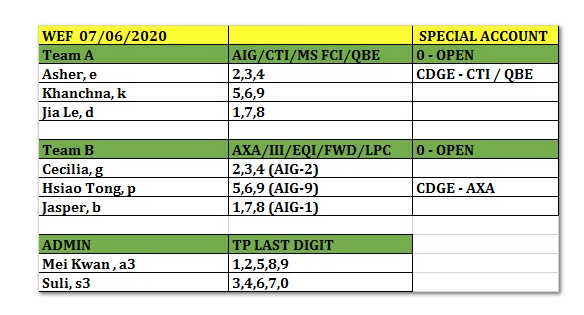 WEF 07/06/2020 SPECIAL ACCOUNT
Team A AIG/CTI/MS FCI/QBE 0 - OPEN
Asher, e 2,3,4 CDGE - CTI / QBE
Khanchna, k 5,6,9
Jia Le, d 1,7,8
Team B AXA/III/EQI/FWD/LPC 0 - OPEN
Cecilia, g 2,3,4 (AIG-2)
Hsiao Tong, p 5,6,9 (AIG-9) CDGE - AXA
Jasper, b 1,7,8 (AIG-1)
ADMIN TP LAST DIGIT
Mei Kwan , a3 1,2,5,8,9
Suli, s3 3,4,6,7,0